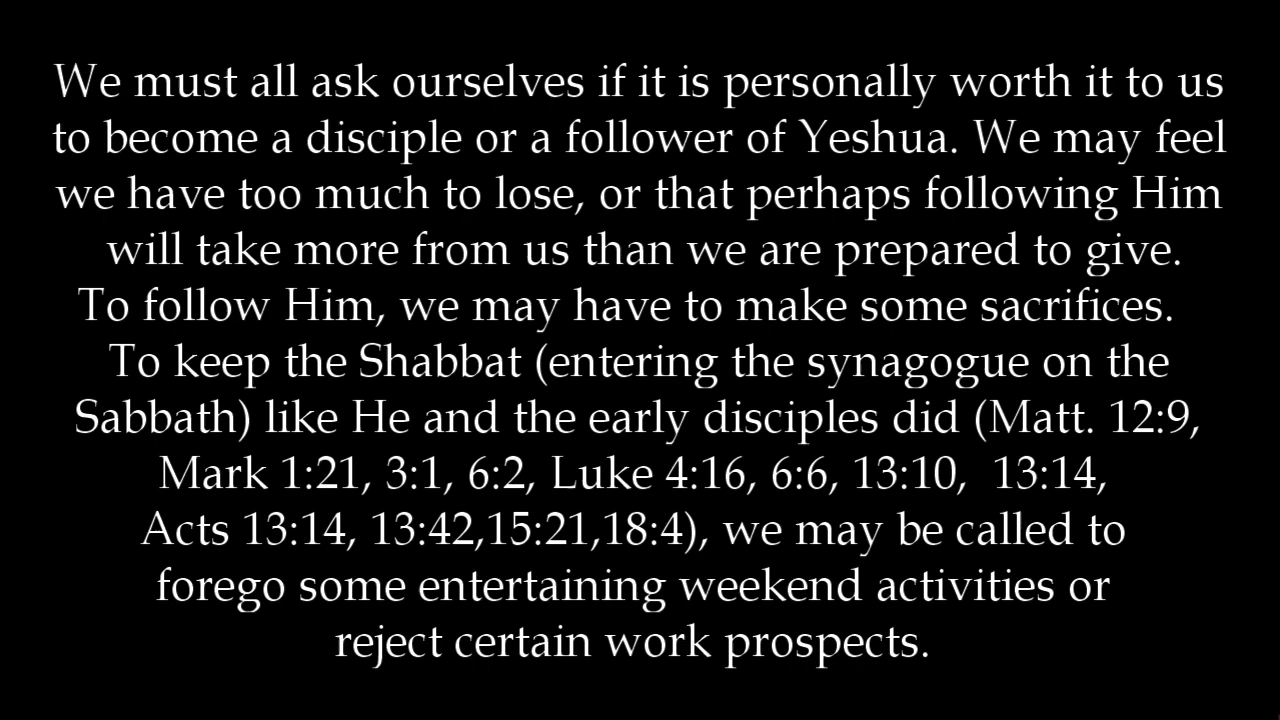 We must all ask ourselves if it is personally worth it to us
to become a disciple or a follower of Yeshua. We may feel
we have too much to lose, or that perhaps following Him
will take more from us than we are prepared to give.
To follow Him, we may have to make some sacrifices.
To keep the Shabbat (entering the synagogue on the
Sabbath) like He and the early disciples did (Matt. 12:9,
Mark 1:21, 3:1, 6:2, Luke 4:16, 6:6, 13:10,  13:14,
Acts 13:14, 13:42,15:21,18:4), we may be called to
forego some entertaining weekend activities or
reject certain work prospects.